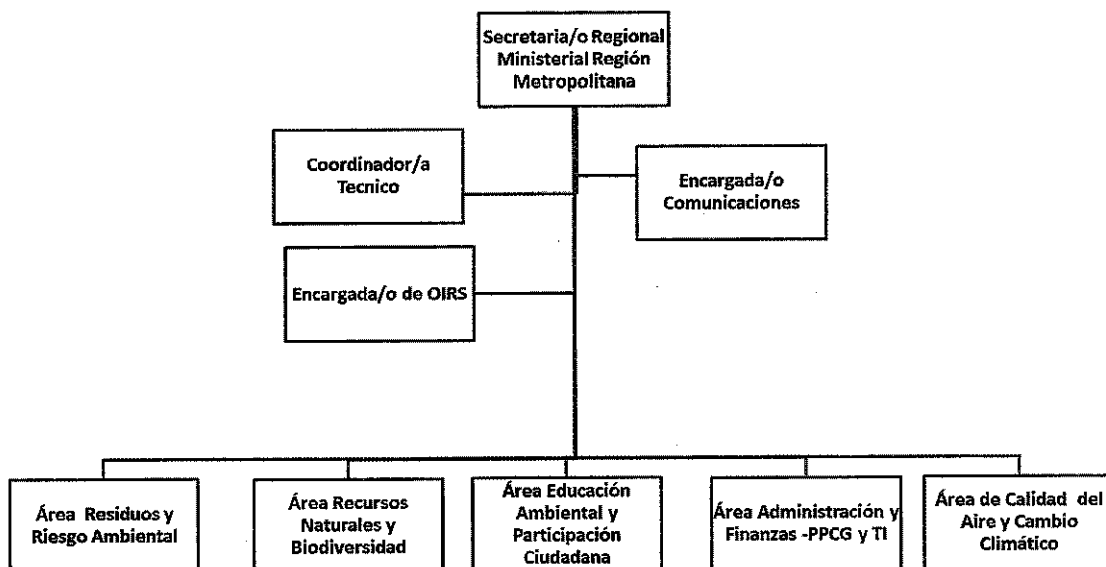 Secretaria/o Regional
Ministerial Región
Metropolitana
Coordinador/a
Tecnico
Encargada/o
Comunicaciones
Encargada/o de OIRS
Área Residuos y
Riesgo Ambiental
Área Recursos
Naturales y
Biodiversidad
Área Educación
Ambiental y
Participación
Ciudadana
Área Administración y
Finanzas -PPCG y TI
Área de Calidad del
Aire y Cambio
Climático